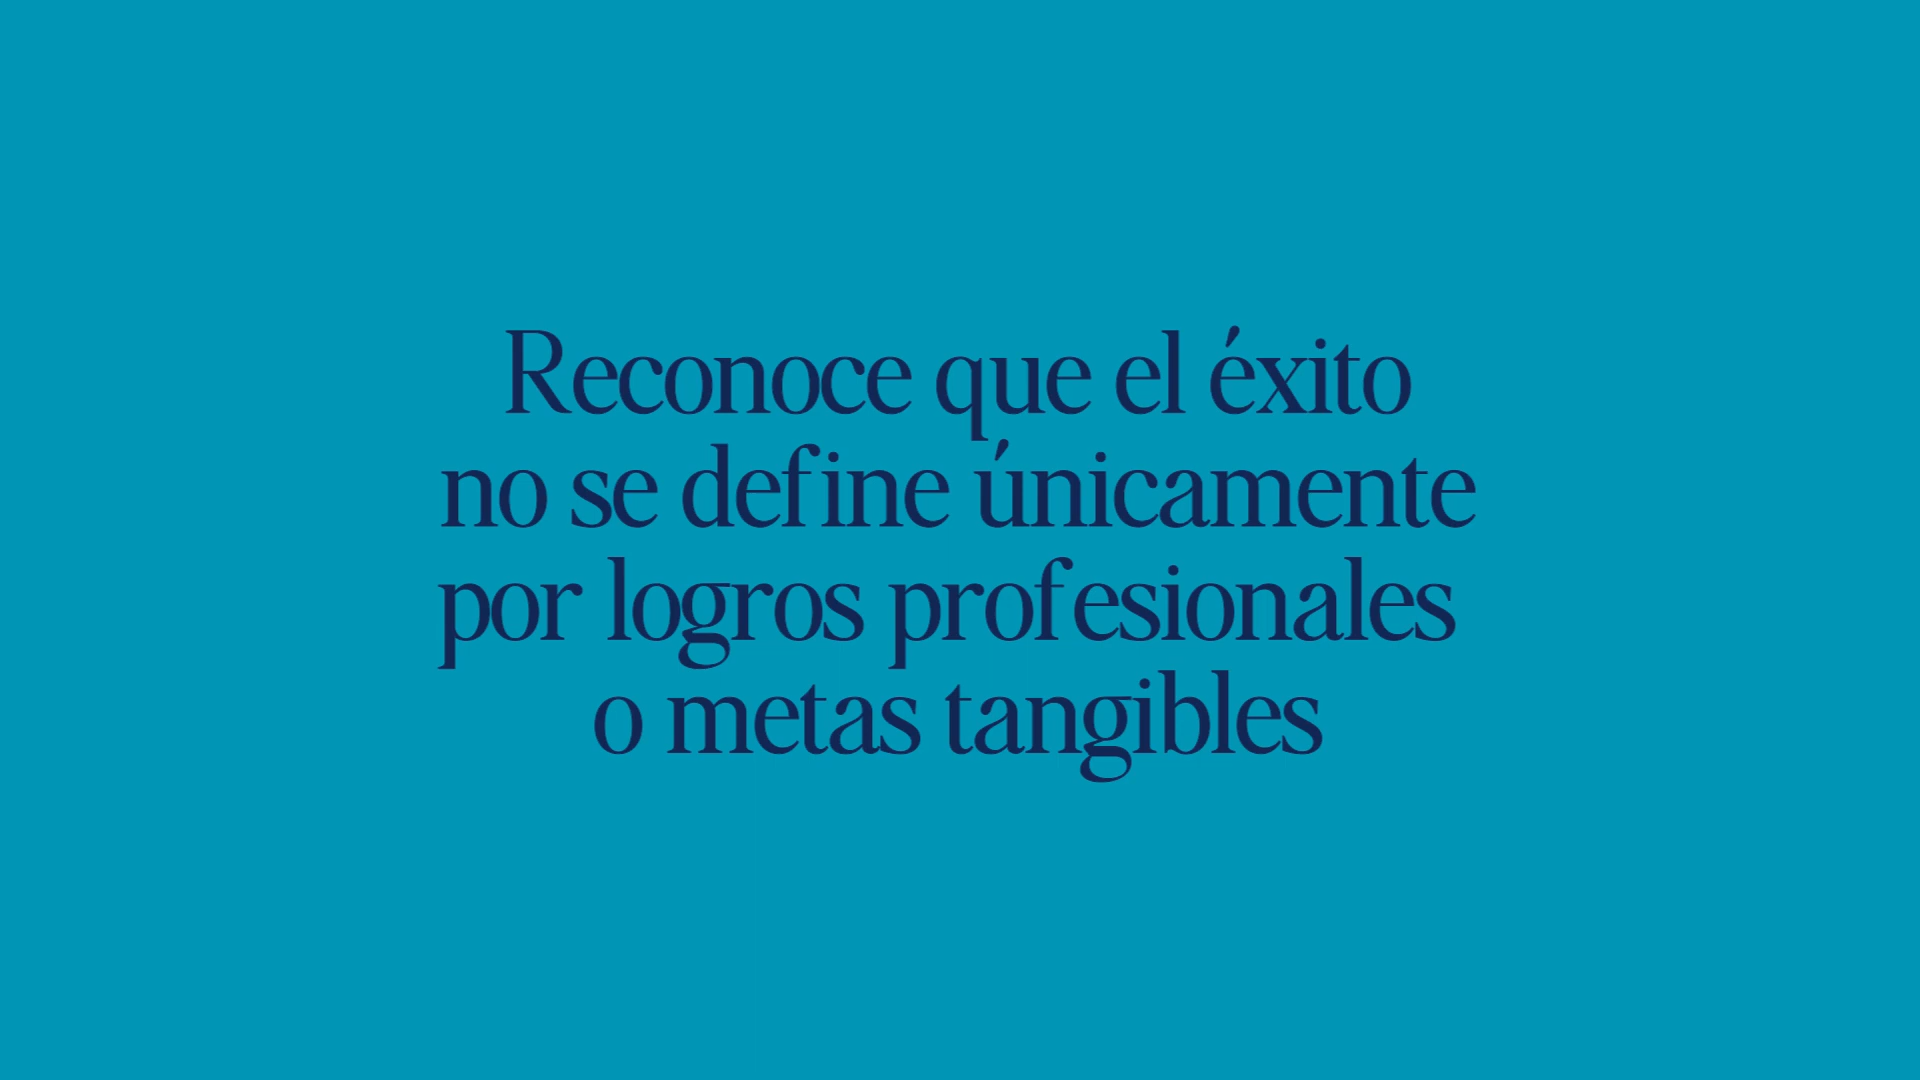 Reconoce que el éxito
no se define únicamente
por logros profesionales
o metas tangibles